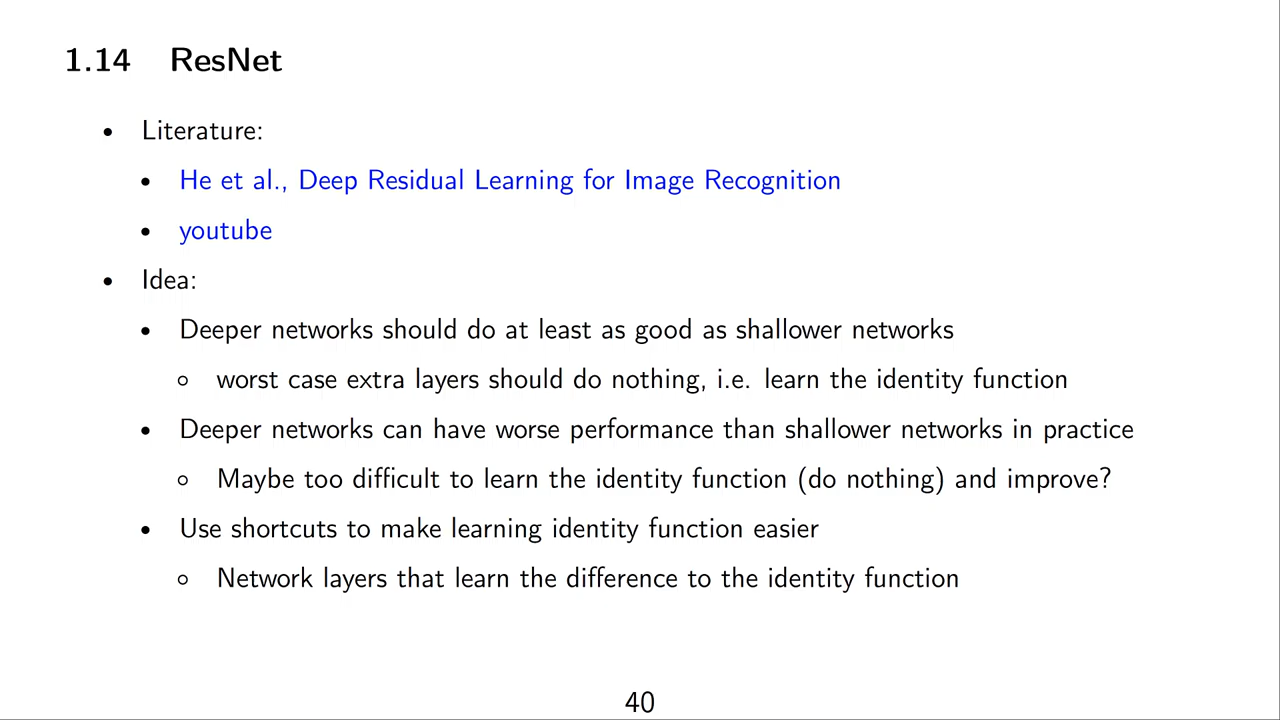 1.14 ResNet
• Literature:
• He et al., Deep Residual Learning for Image Recognition
• youtube
• Idea:
• Deeper networks should do at least as good as shallower networks
◦ worst case extra layers should do nothing, i.e. learn the identity function
• Deeper networks can have worse performance than shallower networks in practice
◦ Maybe too difficult to learn the identity function (do nothing) and improve?
• Use shortcuts to make learning identity function easier
◦ Network layers that learn the difference to the identity function
40